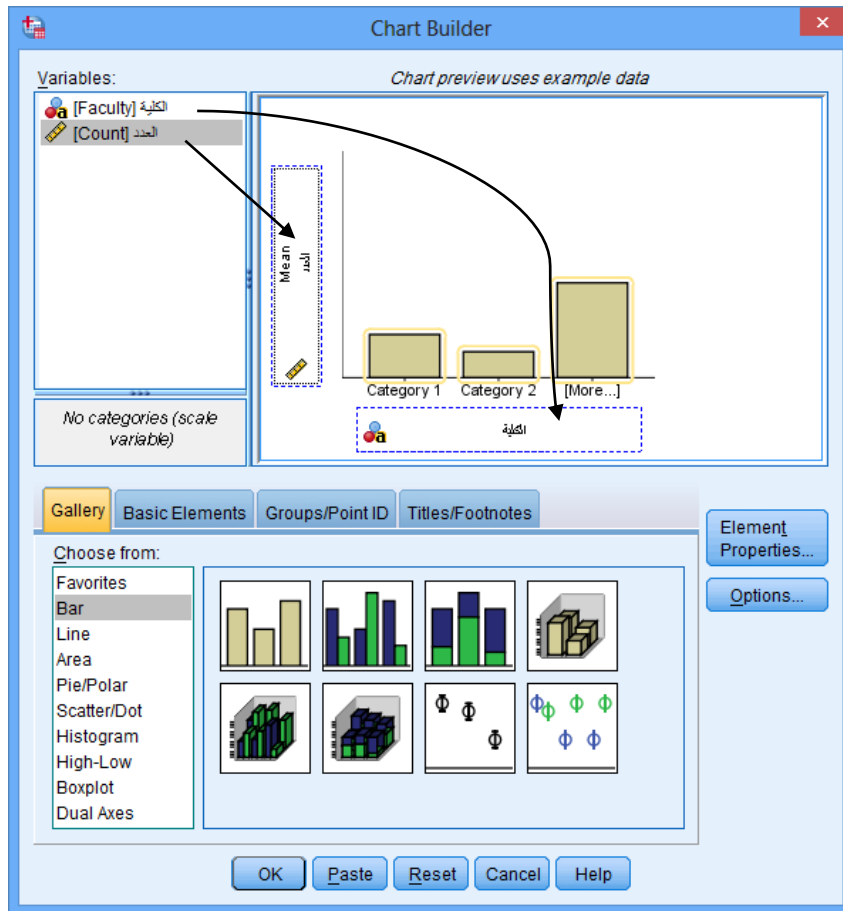 Chart Builder
Variables:
Chart preview uses example data
الكلية [Faculty]
العدد [Count]
Mean
العدد
Category 1 Category 2 [More...]
الكلية
No categories (scale
variable)
Gallery Basic Elements Groups/Point ID Titles/Footnotes
Element
Properties...
Options...
Choose from:
Favorites
Bar
Line
Area
Pie/Polar
Scatter/Dot
Histogram
High-Low
Boxplot
Dual Axes
OK Paste Reset Cancel Help